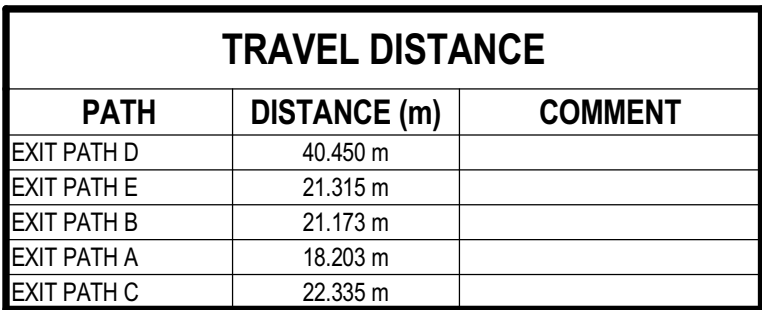 TRAVEL DISTANCE
PATH DISTANCE (m) COMMENT
EXIT PATH D 40.450 m
EXIT PATH E 21.315 m
EXIT PATH B 21.173 m
EXIT PATH A 18.203 m
EXIT PATH C 22.335 m